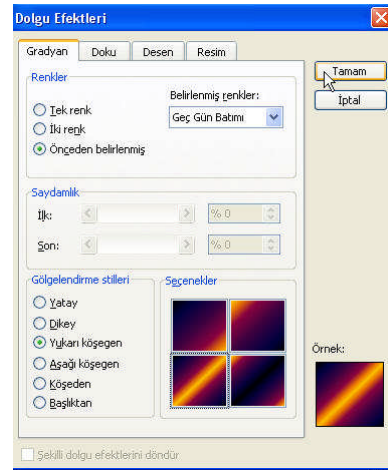 Dolgu Efektleri
Gradyan Doku Desen Resim
Tamam
İptal
Renkler
Tek renk
İki renk
Önceden belirlenmiş
Belirlenmiş renkler:
Geç Gün Batımı
Saydamlık
İlk: % 0
Son: % 0
Gölgelendirme stilleri
Yatay
Dikey
Yukarı köşegen
Aşağı köşegen
Köşeden
Başlıktan
Seçenekler
Örnek:
Şekilli dolgu efektlerini döndür